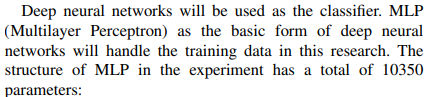 Deep neural networks will be used as the classifier. MLP
(Multilayer Perceptron) as the basic form of deep neural
networks will handle the training data in this research. The
structure of MLP in the experiment has a total of 10350
parameters: